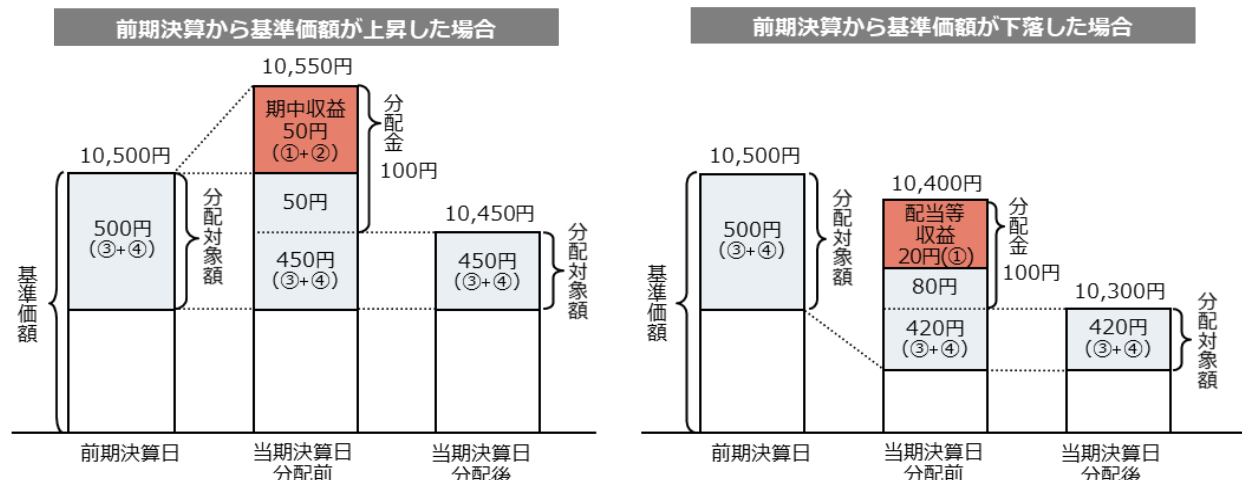 前期決算から基準価額が上昇した場合
10,550円
期中収益
50円
(①+②)
分配金
100円
10,500円
500円
(③+④)
分配対象額
50円
450円
(③+④)
10,450円
450円
(③+④)
分配対象額
基準価額
前期決算日
当期決算日
分配前
当期決算日
分配後
前期決算から基準価額が下落した場合
10,500円
500円
(③+④)
分配対象額
10,400円
配当等
収益
20円(①)
分配金
100円
80円
420円
(③+④)
10,300円
420円
(③+④)
分配対象額
基準価額
前期決算日
当期決算日
分配前
当期決算日
分配後